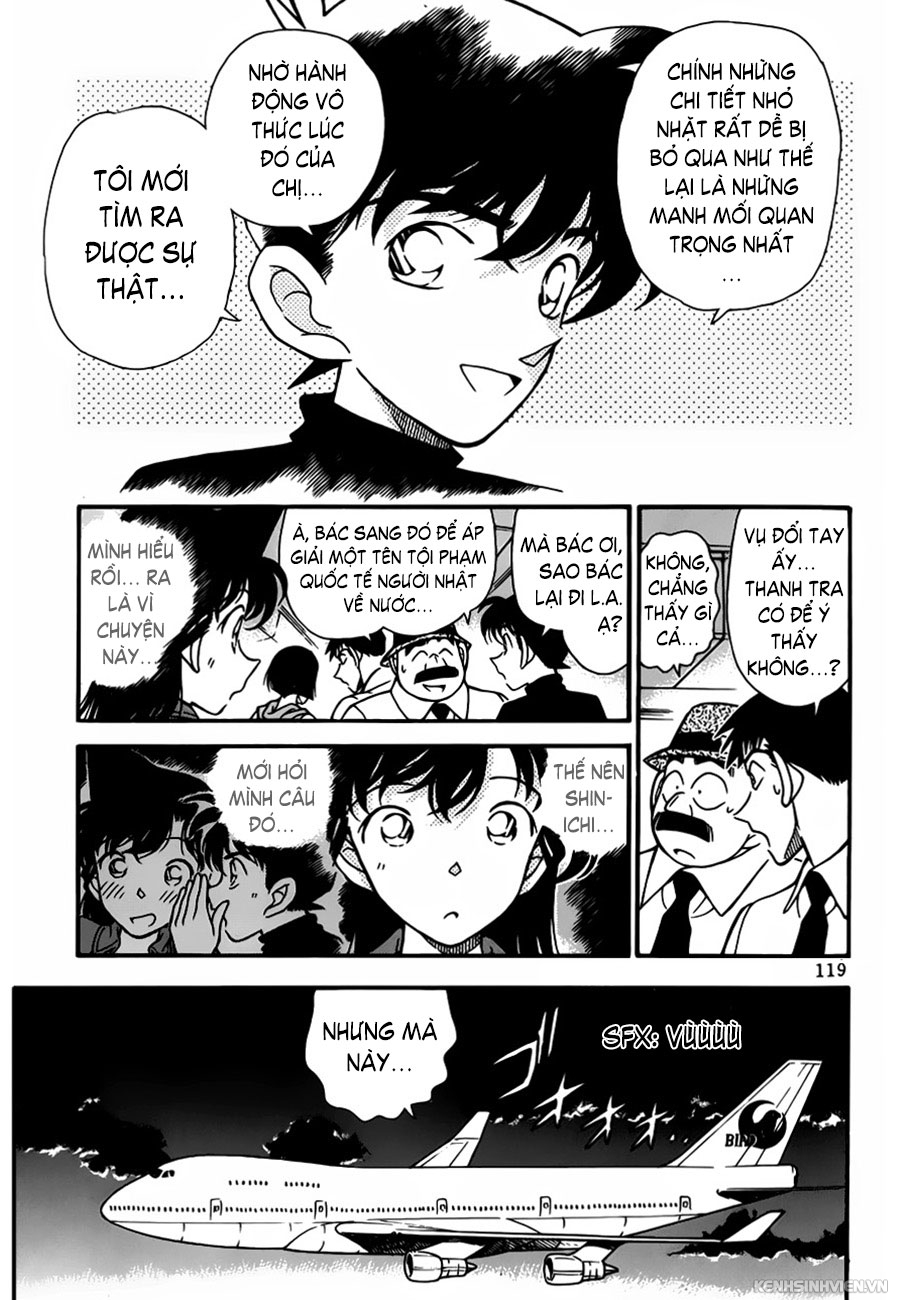 CHÍNH NHỮNG
CHI TIẾT NHỎ
NHẶT RẤT DỀ BỊ
BỎ QUA NHƯ THẾ
LẠI LÀ NHỮNG
MANH MỐI QUAN
TRỌNG NHẤT
...
NHỜ HÀNH
ĐỘNG VÔ
THỨC LÚC
ĐÓ CỦA
CHỊ...
TÔI MỚI
TÌM RA
ĐƯỢC SỰ
THẬT...
VỤ ĐỔI TAY
ẤY...
THANH TRA
CÓ ĐỂ Ý
THẤY
KHÔNG...?
KHÔNG,
CHẲNG
THẤY GÌ
CẢ...
MÀ BÁC ƠI,
SAO BÁC
LẠI ĐI L.A.
Ạ?
À, BÁC SANG ĐÓ ĐỂ ÁP
GIẢI MỘT TÊN TỘI PHẠM
QUỐC TẾ NGƯỜI NHẬT
VỀ NƯỚC...
MÌNH HIỂU
RỒI... RA
LÀ VÌ
CHUYỆN
NÀY...
THẾ NÊN
SHIN-
ICHI...
MỚI HỎI
MÌNH CÂU
ĐÓ...
119
SFX: VÙÙÙÙ
NHƯNG MÀ
NÀY...
ゴオオオ
BIRD
KENHSINHVIEN.VN